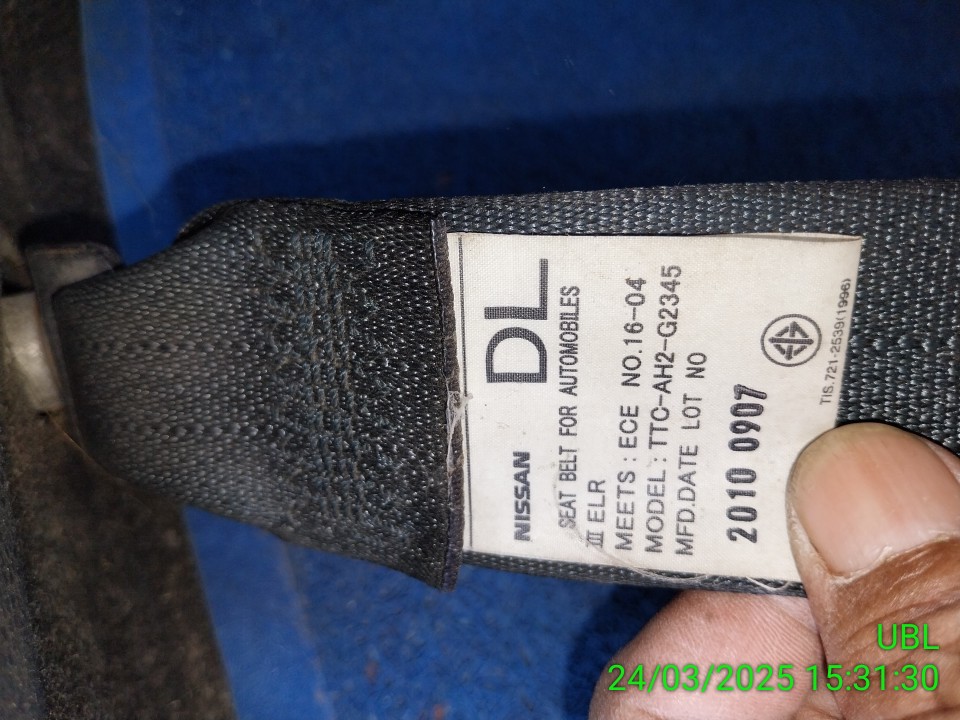 NISSAN DL
SEAT BELT FOR AUTOMOBILES
III ELR
MEETS : ECE NO.16-04
MODEL : TTC-AH2-G2345
MFD.DATE LOT NO
2010 0907
TIS.721-2539(1996)
UBL
24/03/2025 15:31:30